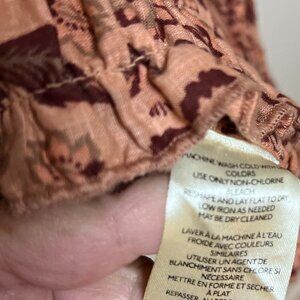 MACHINE WASH COLD WITH
COLORS
USE ONLY NON-CHLORINE
BLEACH
RESHAPE AND LAY FLAT TO DRY
LOW IRON AS NEEDED
MAY BE DRY CLEANED
LAVER À LA MACHINE À L'EAU
FROIDE AVEC COULEURS
SIMILAIRES
UTILISER UN AGENT DE
BLANCHIMENT SANS CHLORE SI
NÉCESSAIRE
METTRE EN FORME ET SÉCHER
À PLAT
REPASSER